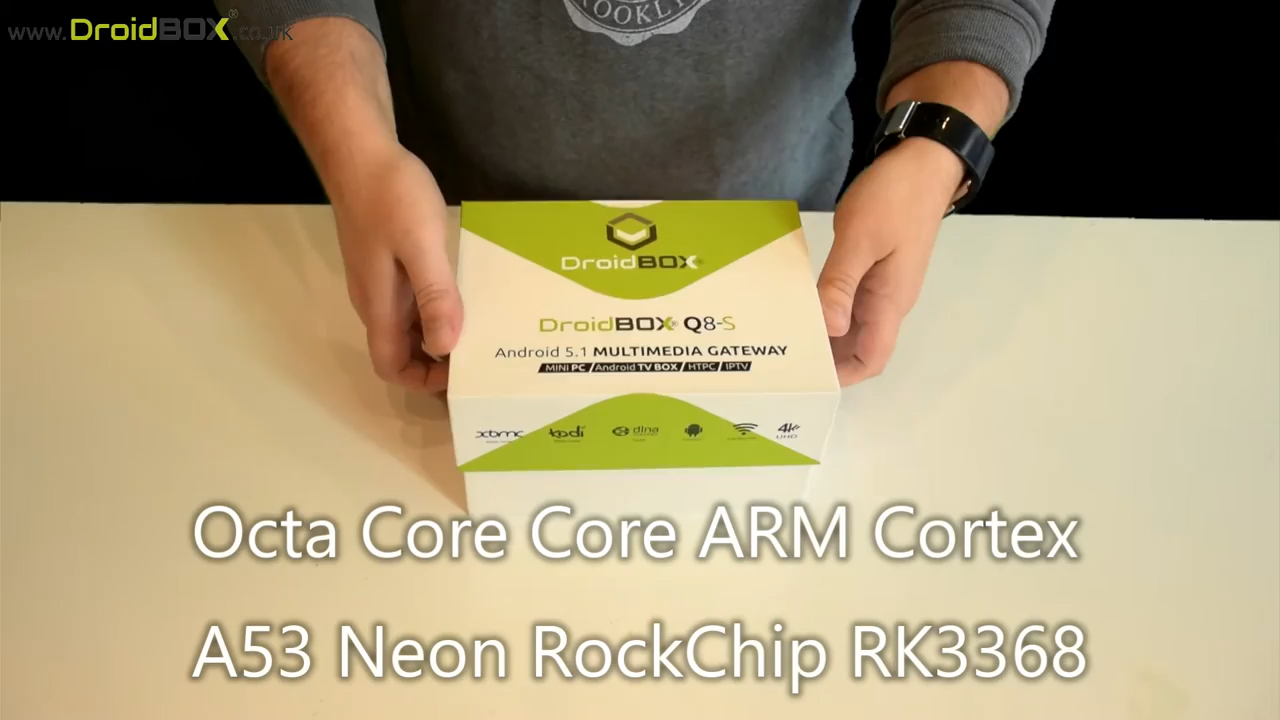 www.DroidBOX®.co.uk
ROOKLY
DroidBOX®
DroidBOX® Q8-S
Android 5.1 MULTIMEDIA GATEWAY
MINI PC / Android TV BOX / HTPC / IPTV
xbmc kodi dlna 4K UHD
Octa Core Core ARM Cortex
A53 Neon RockChip RK3368